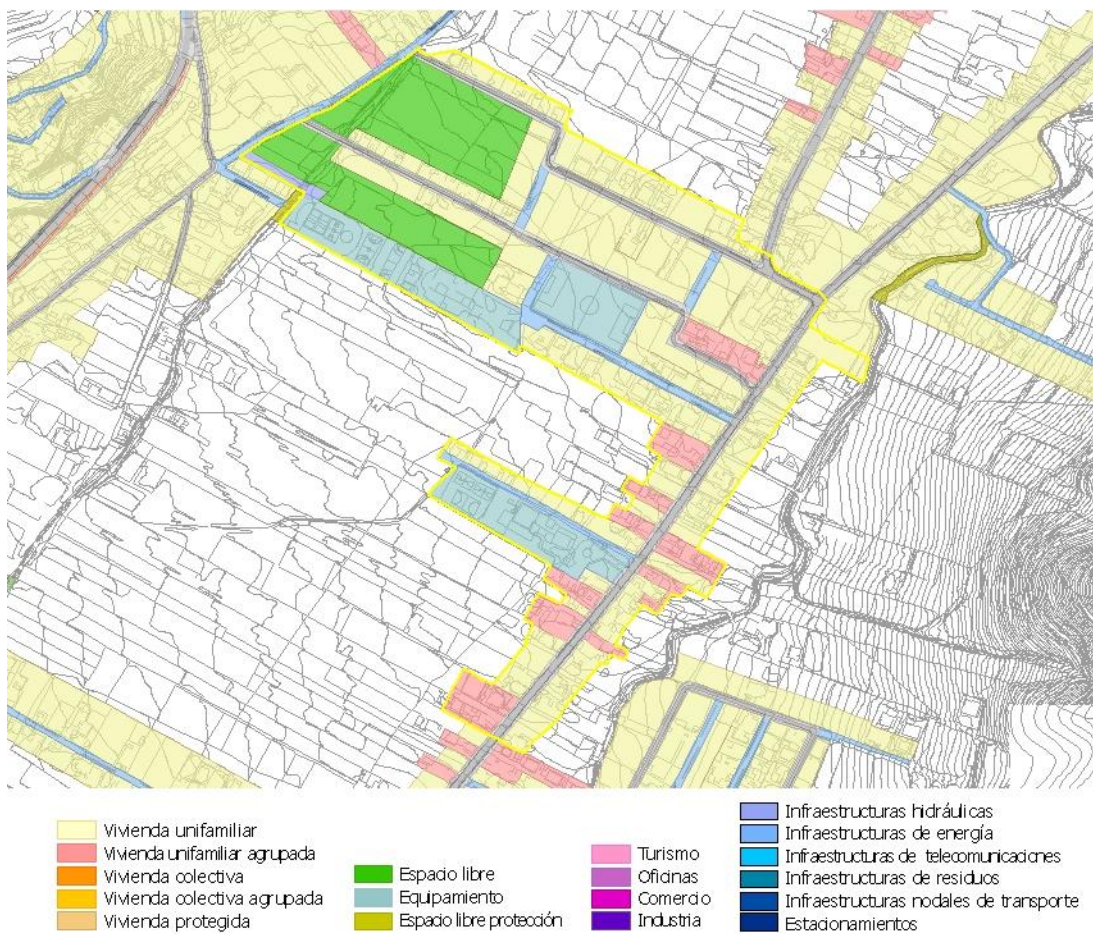 Vivienda unifamiliar
Vivienda unifamiliar agrupada
Vivienda colectiva
Vivienda colectiva agrupada
Vivienda protegida
Espacio libre
Equipamiento
Espacio libre protección
Turismo
Oficinas
Comercio
Industria
Infraestructuras hidráulicas
Infraestructuras de energía
Infraestructuras de telecomunicaciones
Infraestructuras de residuos
Infraestructuras nodales de transporte
Estacionamientos